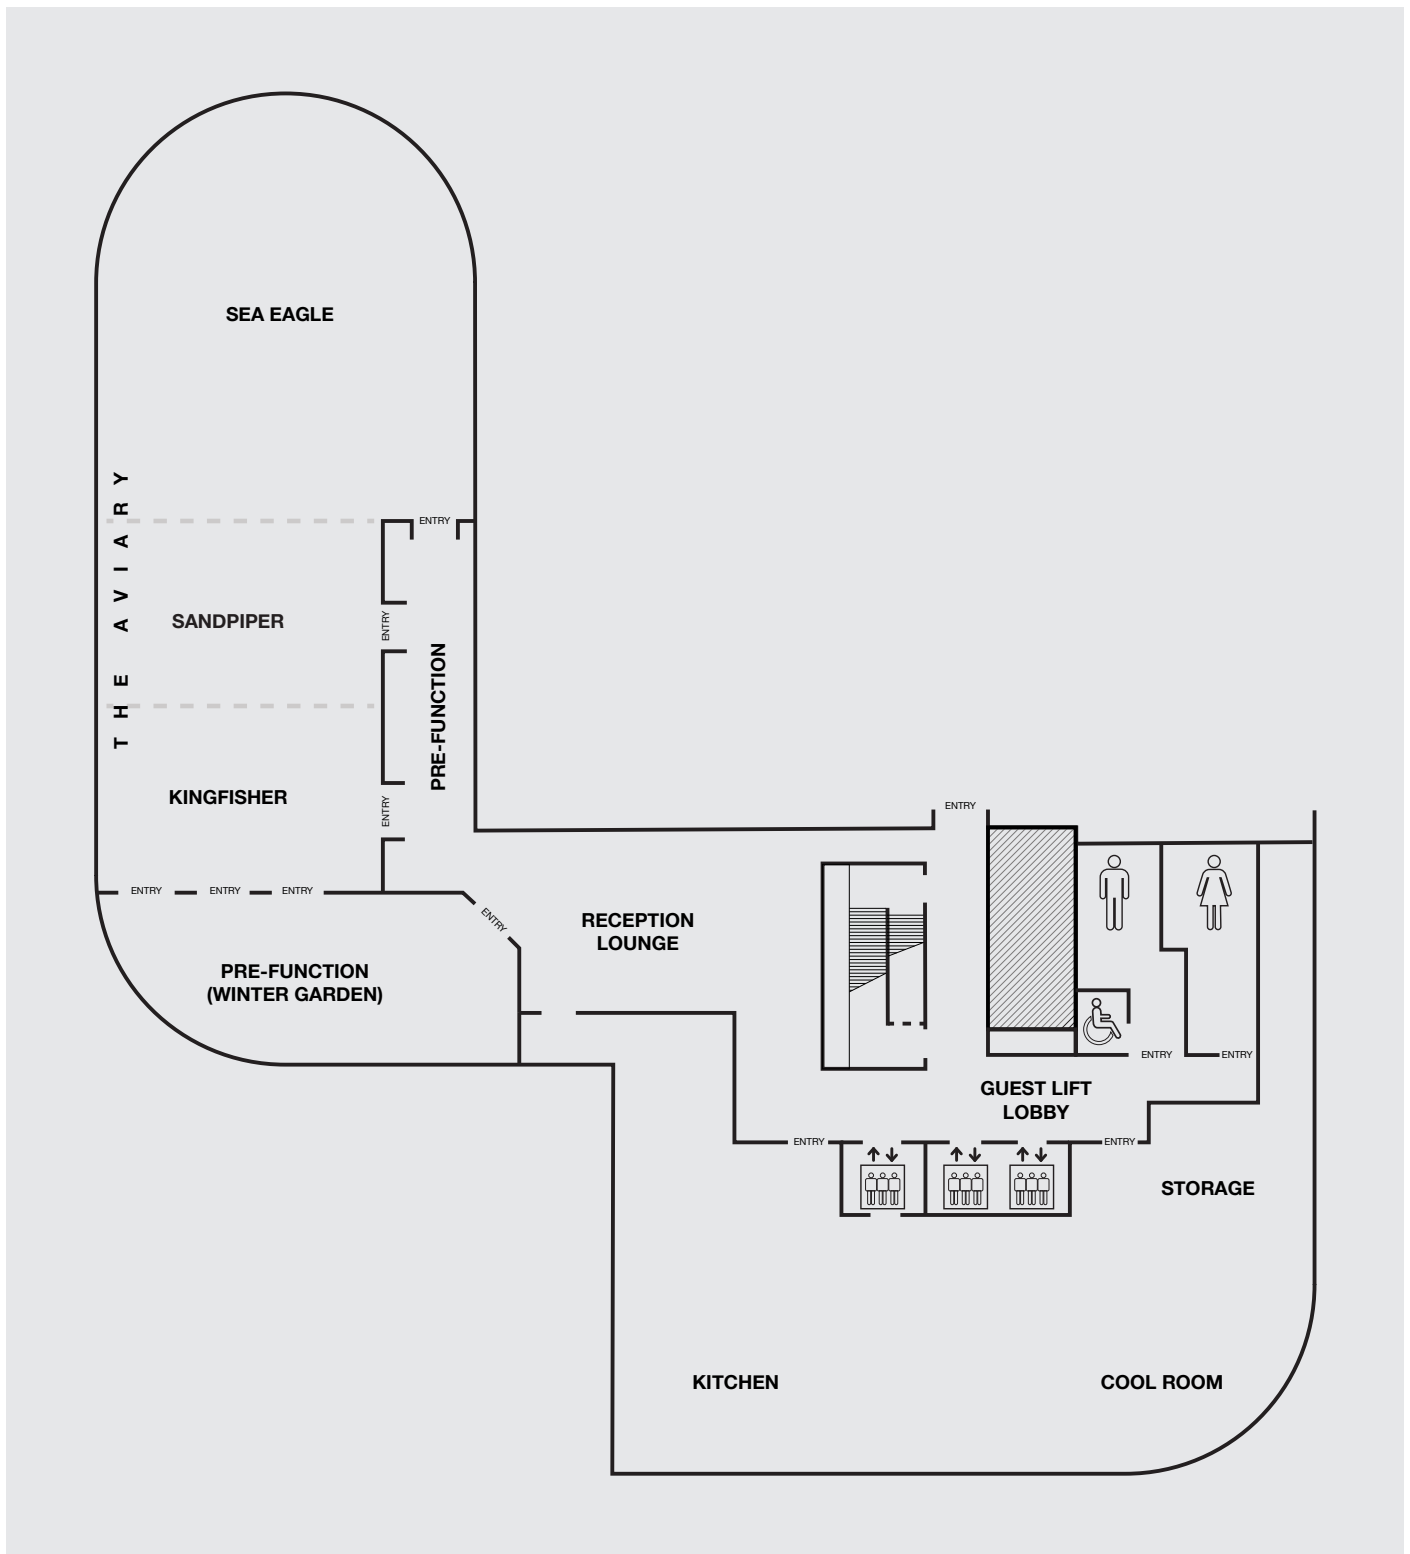 SEA EAGLE
THE AVIARY
ENTRY
SANDPIPER
ENTRY
PRE-FUNCTION
KINGFISHER
ENTRY
ENTRY
ENTRY
ENTRY
ENTRY
ENTRY
RECEPTION
LOUNGE
PRE-FUNCTION
(WINTER GARDEN)
ENTRY
ENTRY
GUEST LIFT
LOBBY
ENTRY
ENTRY
STORAGE
KITCHEN
COOL ROOM